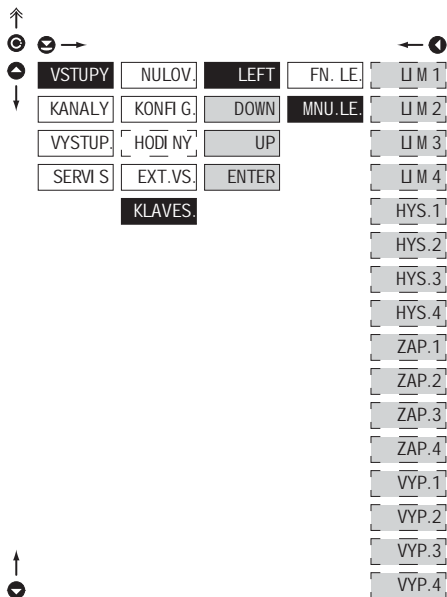 VSTUPY NULOV. LEFT FN. LE. LIM 1
KANALY KONFIG. DOWN MNU.LE. LIM 2
VYSTUP. HODINY UP LIM 3
SERVIS EXT.VS. ENTER LIM 4
KLAVES. HYS.1
HYS.2
HYS.3
HYS.4
ZAP.1
ZAP.2
ZAP.3
ZAP.4
VYP.1
VYP.2
VYP.3
VYP.4